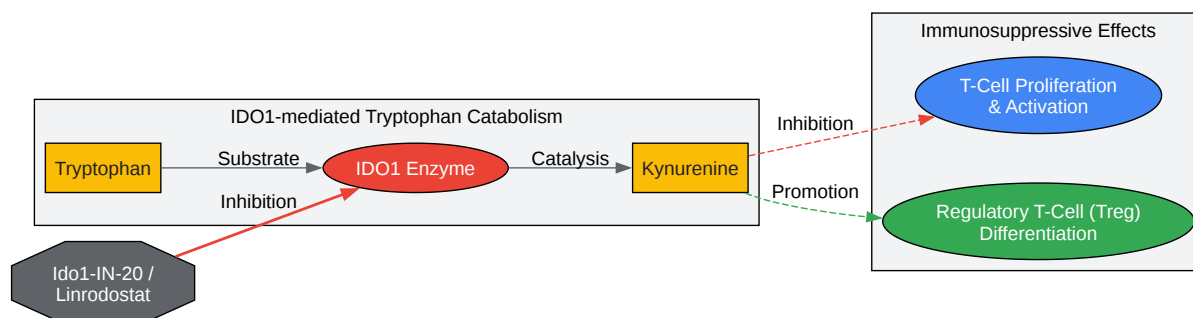 Immunosuppressive Effects
T-Cell Proliferation
& Activation
IDO1-mediated Tryptophan Catabolism
Inhibition
Tryptophan
Substrate
IDO1 Enzyme
Catalysis
Kynurenine
Inhibition
Promotion
Regulatory T-Cell (Treg)
Differentiation
Ido1-IN-20 /
Linrodostat